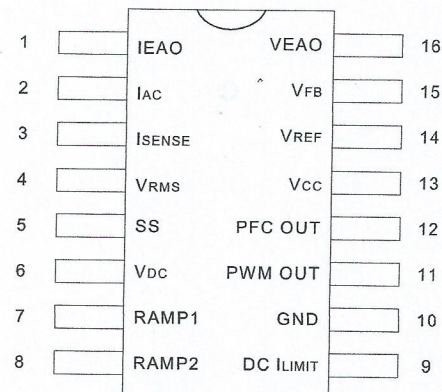 1 IEAO VEAO 16
2 IAC VFB 15
3 ISENSE VREF 14
4 VRMS VCC 13
5 SS PFC OUT 12
6 VDC PWM OUT 11
7 RAMP1 GND 10
8 RAMP2 DC ILIMIT 9